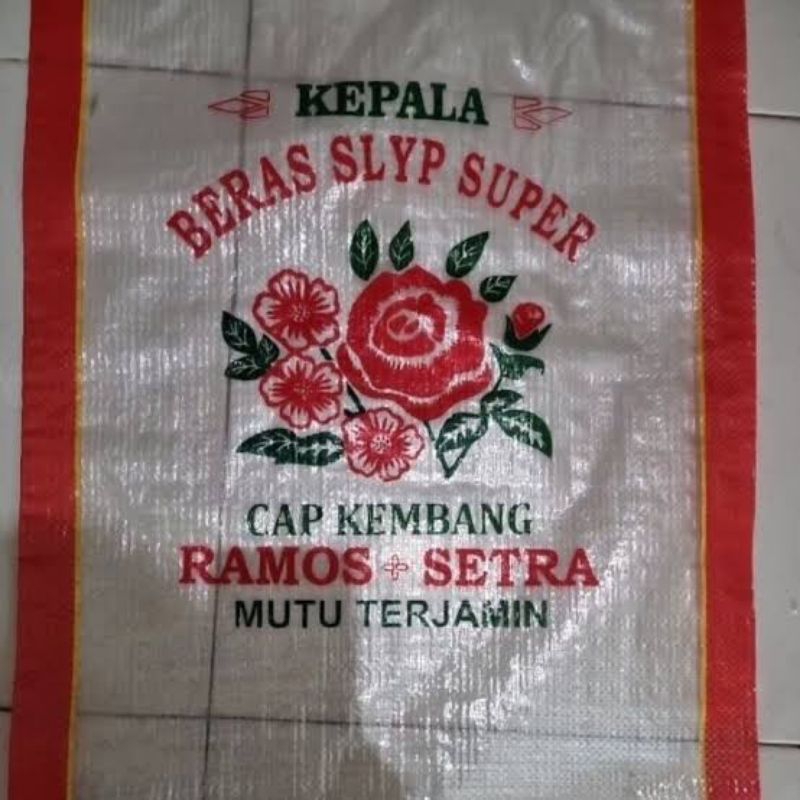 KEPALA
BERAS SLYP SUPER
CAP KEMBANG
RAMOS + SETRA
MUTU TERJAMIN